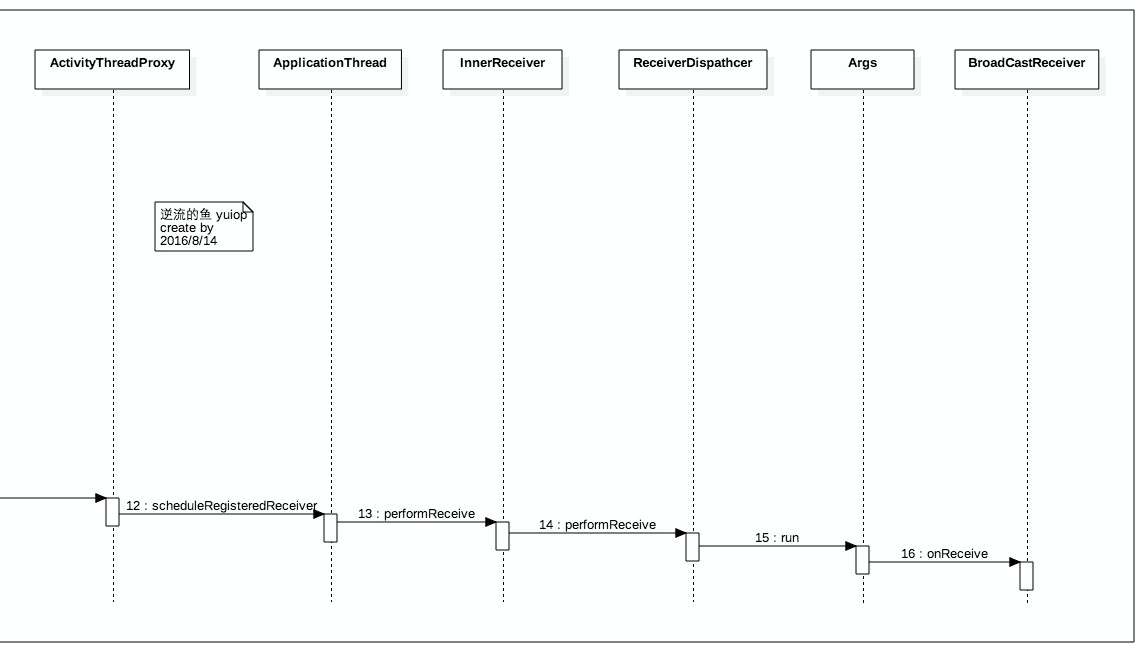 ActivityThreadProxy
ApplicationThread
InnerReceiver
ReceiverDispathcer
Args
BroadCastReceiver
逆流的鱼 yuiop
create by
2016/8/14
12 : scheduleRegisteredReceiver
13 : performReceive
14 : performReceive
15 : run
16 : onReceive